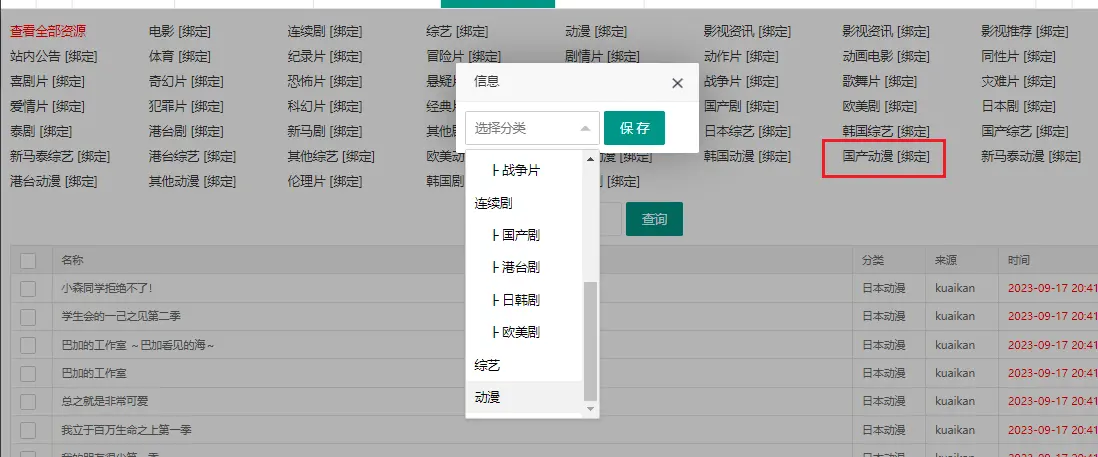 查看全部资源 电影 [绑定] 连续剧 [绑定] 综艺 [绑定] 动漫 [绑定] 影视资讯 [绑定] 影视资讯 [绑定] 影视推荐 [绑定]
站内公告 [绑定] 体育 [绑定] 纪录片 [绑定] 冒险片 [绑定] 剧情片 [绑定] 动作片 [绑定] 动画电影 [绑定] 同性片 [绑定]
喜剧片 [绑定] 奇幻片 [绑定] 恐怖片 [绑定] 悬疑片 战争片 [绑定] 歌舞片 [绑定] 灾难片 [绑定]
爱情片 [绑定] 犯罪片 [绑定] 科幻片 [绑定] 经典片 国产剧 [绑定] 欧美剧 [绑定] 日本剧 [绑定]
泰剧 [绑定] 港台剧 [绑定] 新马剧 [绑定] 其他剧 日本综艺 [绑定] 韩国综艺 [绑定] 国产综艺 [绑定]
新马泰综艺 [绑定] 港台综艺 [绑定] 其他综艺 [绑定] 欧美动 [绑定] 韩国动漫 [绑定] 国产动漫 [绑定] 新马泰动漫 [绑定]
港台动漫 [绑定] 其他动漫 [绑定] 伦理片 [绑定] 韩国剧 [绑定]
信息
选择分类 保 存
├ 战争片
连续剧
├ 国产剧
├ 港台剧
├ 日韩剧
├ 欧美剧
综艺
动漫
查询
名称 分类 来源 时间
小森同学拒绝不了! 日本动漫 kuaikan 2023-09-17 20:41
学生会的一己之见第二季 日本动漫 kuaikan 2023-09-17 20:41
巴加的工作室 ～巴加看见的海～ 日本动漫 kuaikan 2023-09-17 20:41
巴加的工作室 日本动漫 kuaikan 2023-09-17 20:41
总之就是非常可爱 日本动漫 kuaikan 2023-09-17 20:41
我立于百万生命之上第一季 日本动漫 kuaikan 2023-09-17 20:41
日本动漫 kuaikan 2023-09-17 20:41